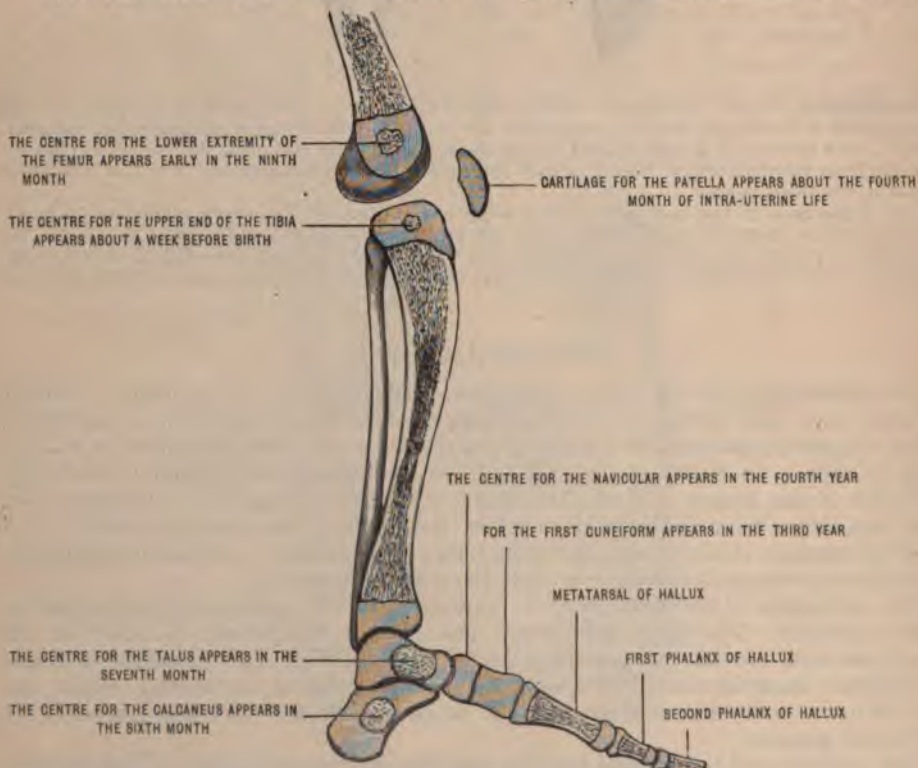 THE CENTRE FOR THE LOWER EXTREMITY OF
THE FEMUR APPEARS EARLY IN THE NINTH
MONTH
CARTILAGE FOR THE PATELLA APPEARS ABOUT THE FOURTH
MONTH OF INTRA-UTERINE LIFE
THE CENTRE FOR THE UPPER END OF THE TIBIA
APPEARS ABOUT A WEEK BEFORE BIRTH
THE CENTRE FOR THE NAVICULAR APPEARS IN THE FOURTH YEAR
FOR THE FIRST CUNEIFORM APPEARS IN THE THIRD YEAR
METATARSAL OF HALLUX
THE CENTRE FOR THE TALUS APPEARS IN THE
SEVENTH MONTH
FIRST PHALANX OF HALLUX
THE CENTRE FOR THE CALCANEUS APPEARS IN
THE SIXTH MONTH
SECOND PHALANX OF HALLUX